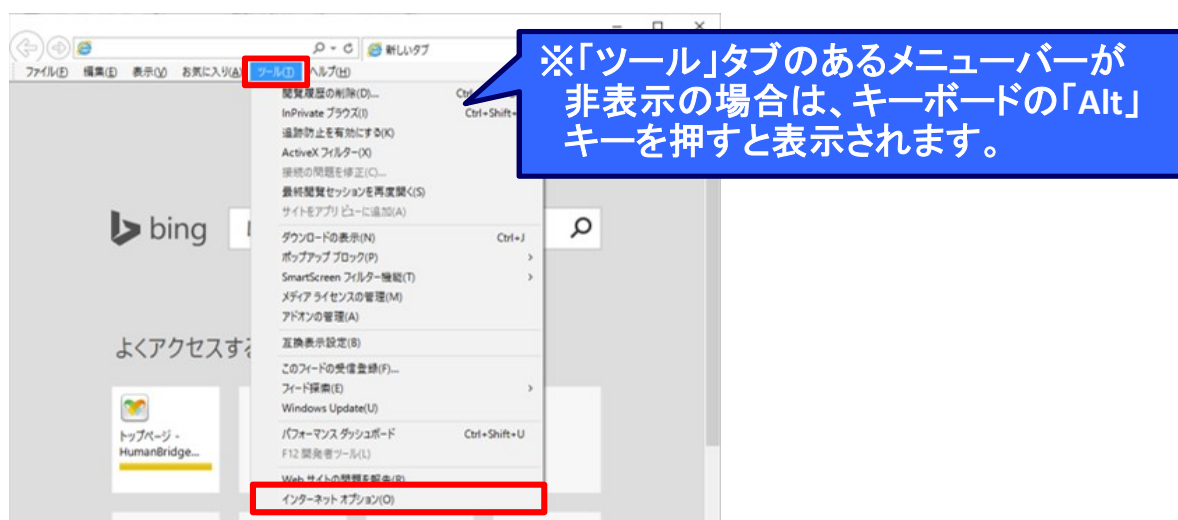 新しいタブ
ファイル(F) 編集(E) 表示(V) お気に入り(A) ツール(T) ヘルプ(H)
※「ツール」タブのあるメニューバーが
非表示の場合は、キーボードの「Alt」
キーを押すと表示されます。
閲覧履歴の削除(D)...
InPrivate ブラウズ(I) Ctrl+Shift+
追跡防止を有効にする(K)
ActiveX フィルター(X)
接続の問題を修正(C)...
最終閲覧セッションを再度開く(S)
サイトをアプリ ビューに追加(A)
bing
ダウンロードの表示(N) Ctrl+J
ポップアップ ブロック(P)
SmartScreen フィルター機能(T)
メディア ライセンスの管理(M)
アドオンの管理(A)
互換表示設定(B)
よくアクセスする
このフィードの受信登録(F)...
フィード探索(E)
Windows Update(U)
トップページ -
HumanBridge...
パフォーマンス ダッシュボード Ctrl+Shift+U
F12 開発者ツール(L)
Web サイトの問題を報告(R)
インターネット オプション(O)